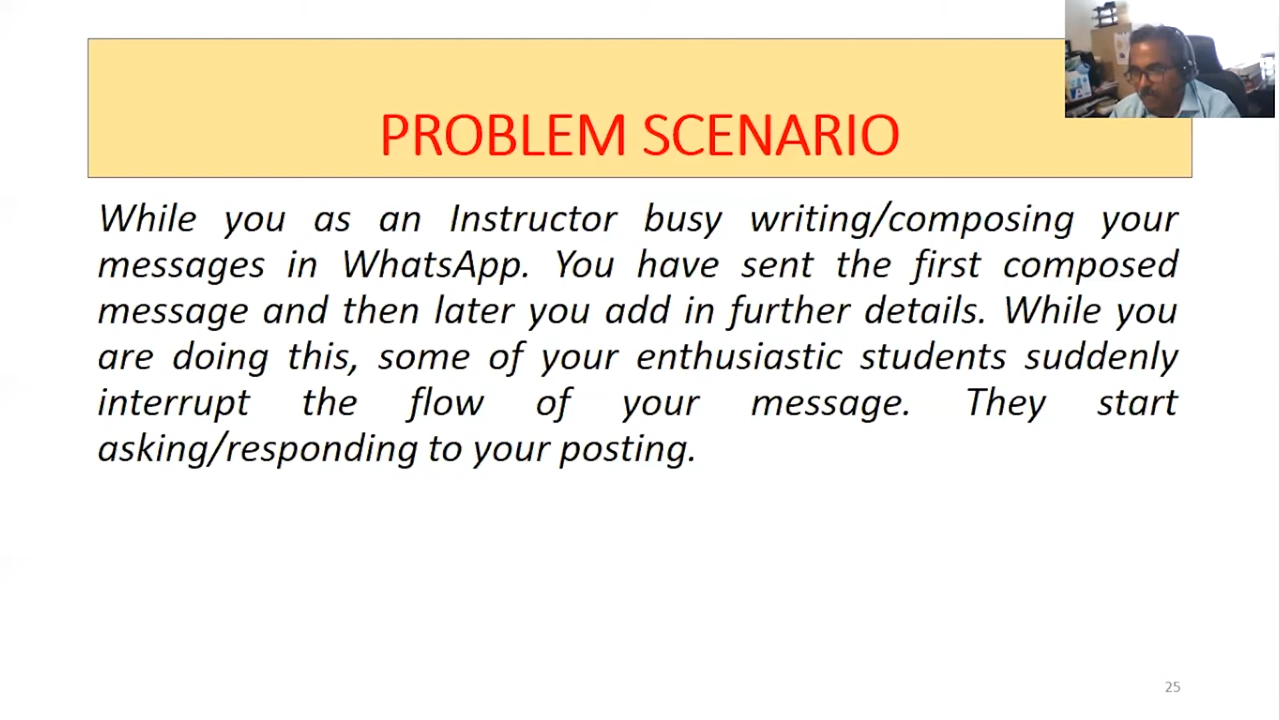 PROBLEM SCENARIO
While you as an Instructor busy writing/composing your
messages in WhatsApp. You have sent the first composed
message and then later you add in further details. While you
are doing this, some of your enthusiastic students suddenly
interrupt the flow of your message. They start
asking/responding to your posting.
25